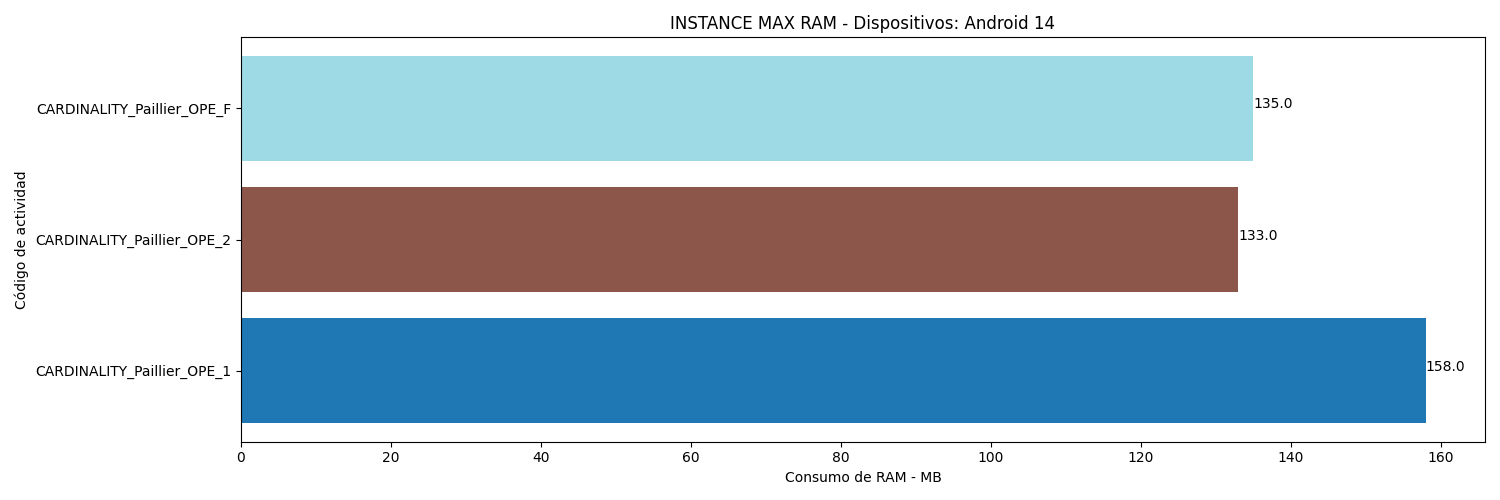 INSTANCE MAX RAM - Dispositivos: Android 14
Código de actividad
CARDINALITY_Paillier_OPE_F
135.0
CARDINALITY_Paillier_OPE_2
133.0
CARDINALITY_Paillier_OPE_1
158.0
0 20 40 60 80 100 120 140 160
Consumo de RAM - MB